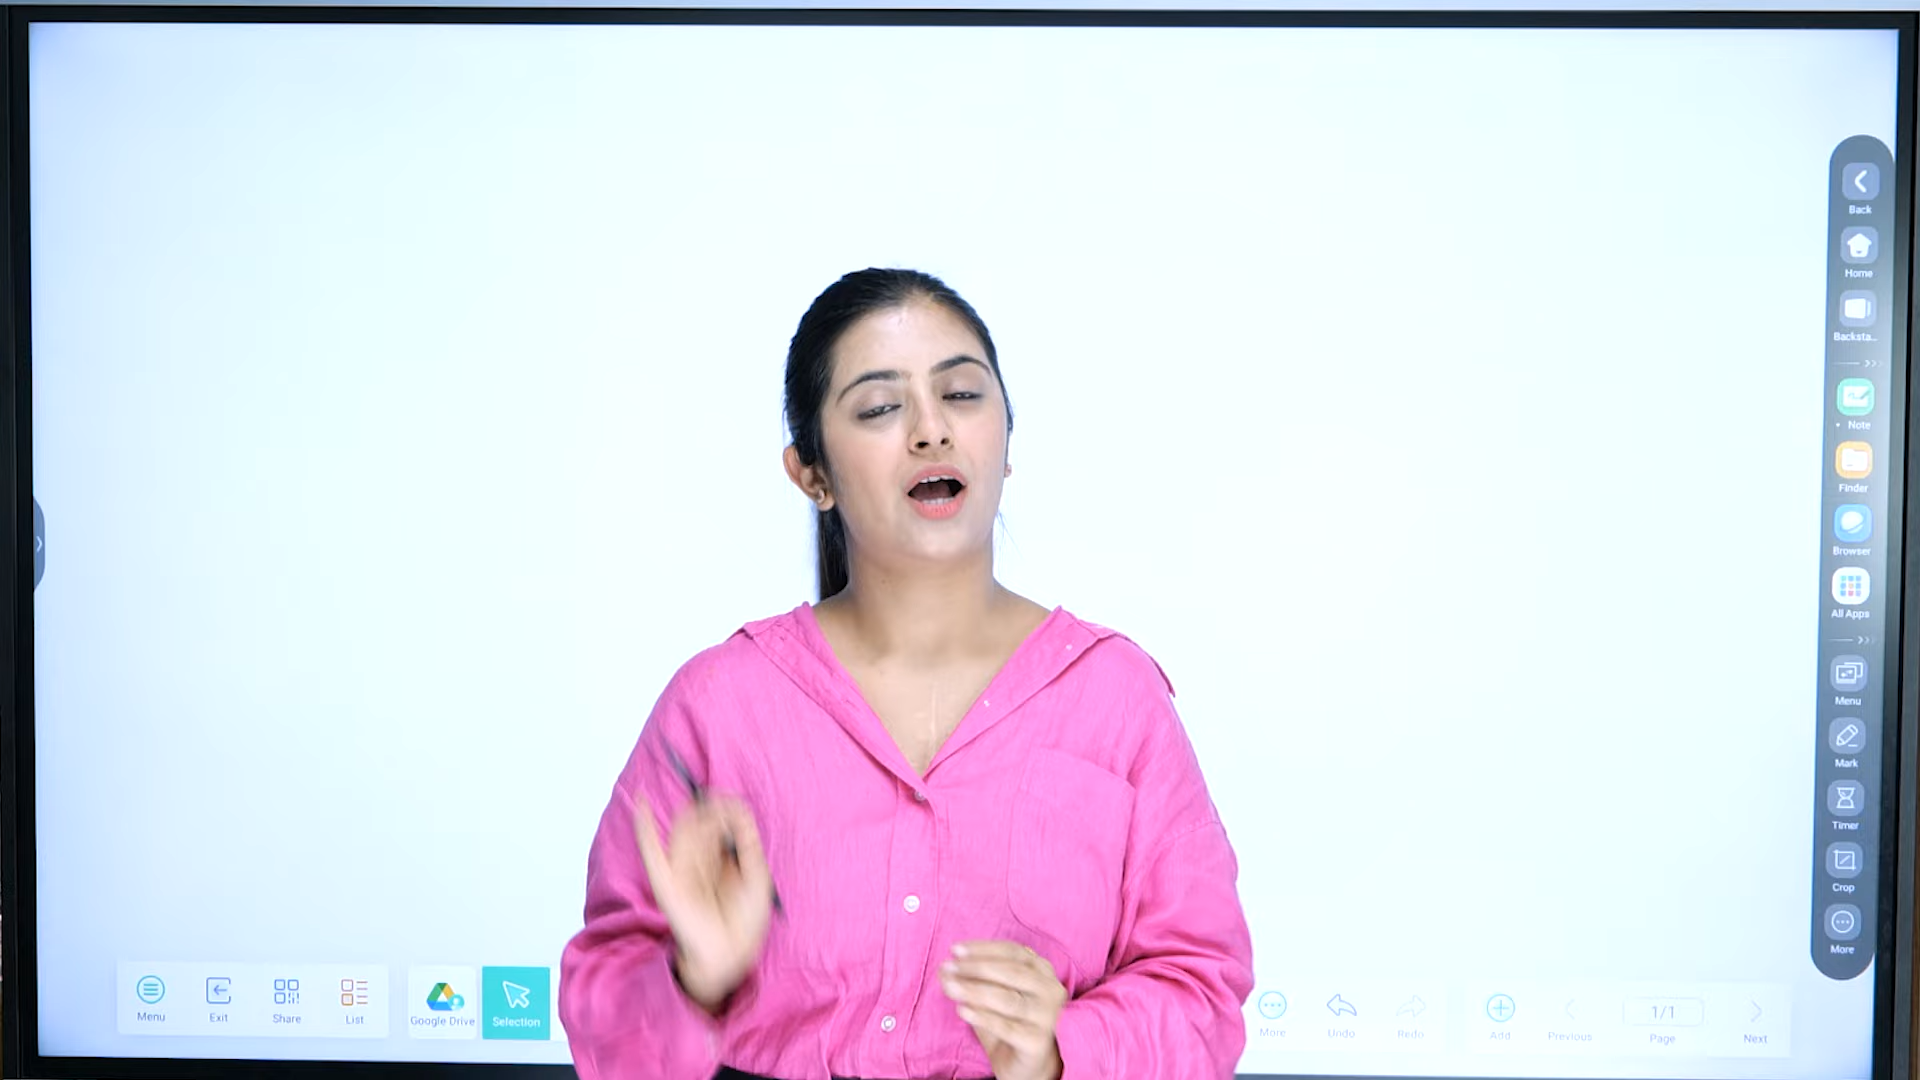 Back
Home
Backsta...
Note
Finder
Browser
All Apps
Menu
Mark
Timer
Crop
More
Menu Exit Share List Google Drive Selection More Undo Redo Add Previous 1/1 Page Next